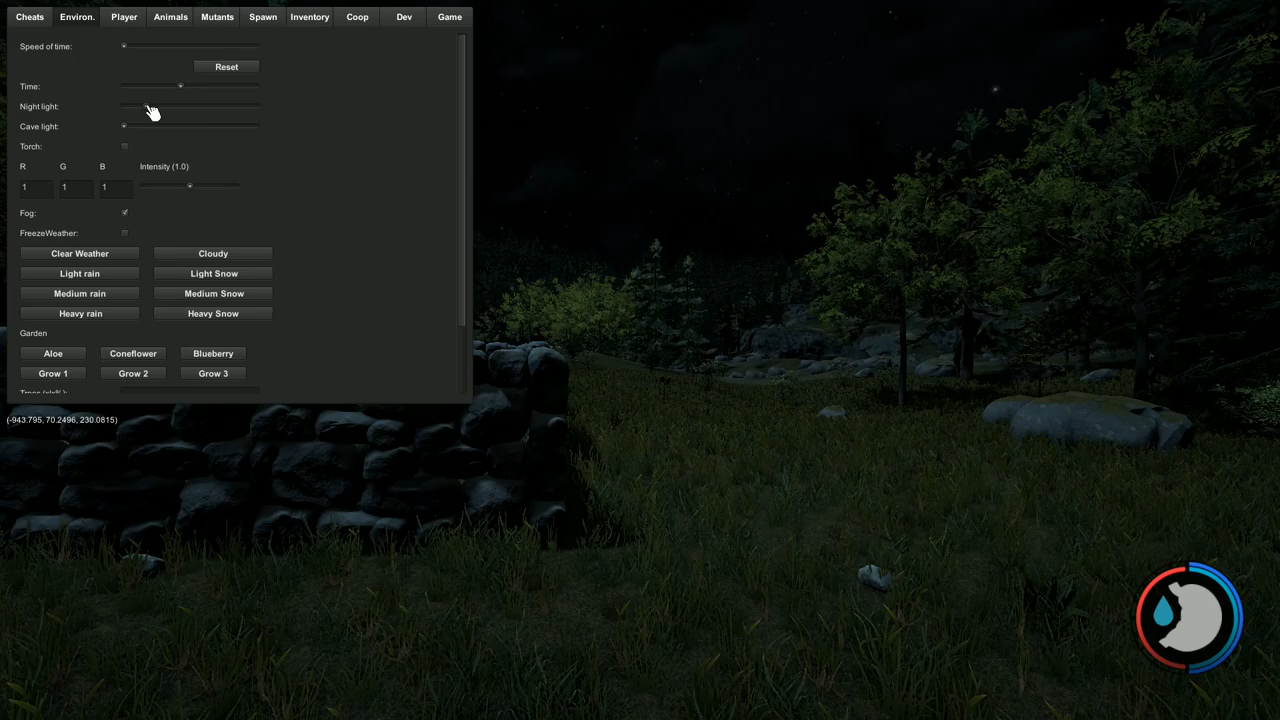 Cheats Environ. Player Animals Mutants Spawn Inventory Coop Dev Game
Speed of time:
Reset
Time:
Night light:
Cave light:
Torch:
R G B Intensity (1.0)
1 1 1
Fog:
FreezeWeather:
Clear Weather Cloudy
Light rain Light Snow
Medium rain Medium Snow
Heavy rain Heavy Snow
Garden
Aloe Coneflower Blueberry
Grow 1 Grow 2 Grow 3
(-943.795, 70.2496, 230.0815)